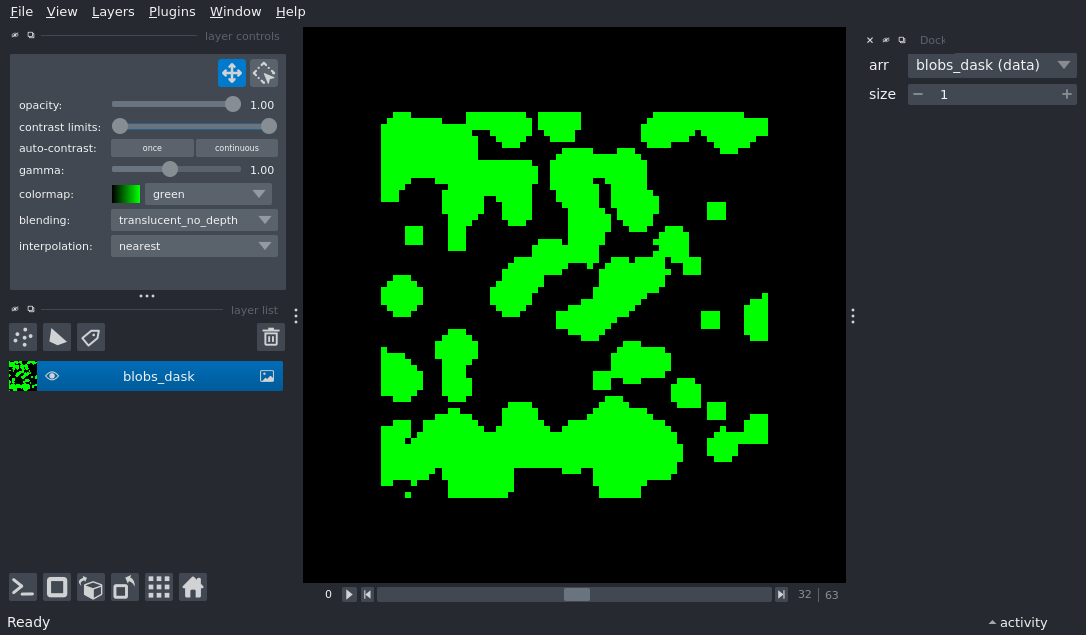 File View Layers Plugins Window Help
layer controls
opacity: 1.00
contrast limits:
auto-contrast: once continuous
gamma: 1.00
colormap: green
blending: translucent_no_depth
interpolation: nearest
layer list
blobs_dask
0 32 63
Dock
arr blobs_dask (data)
size 1
Ready
activity